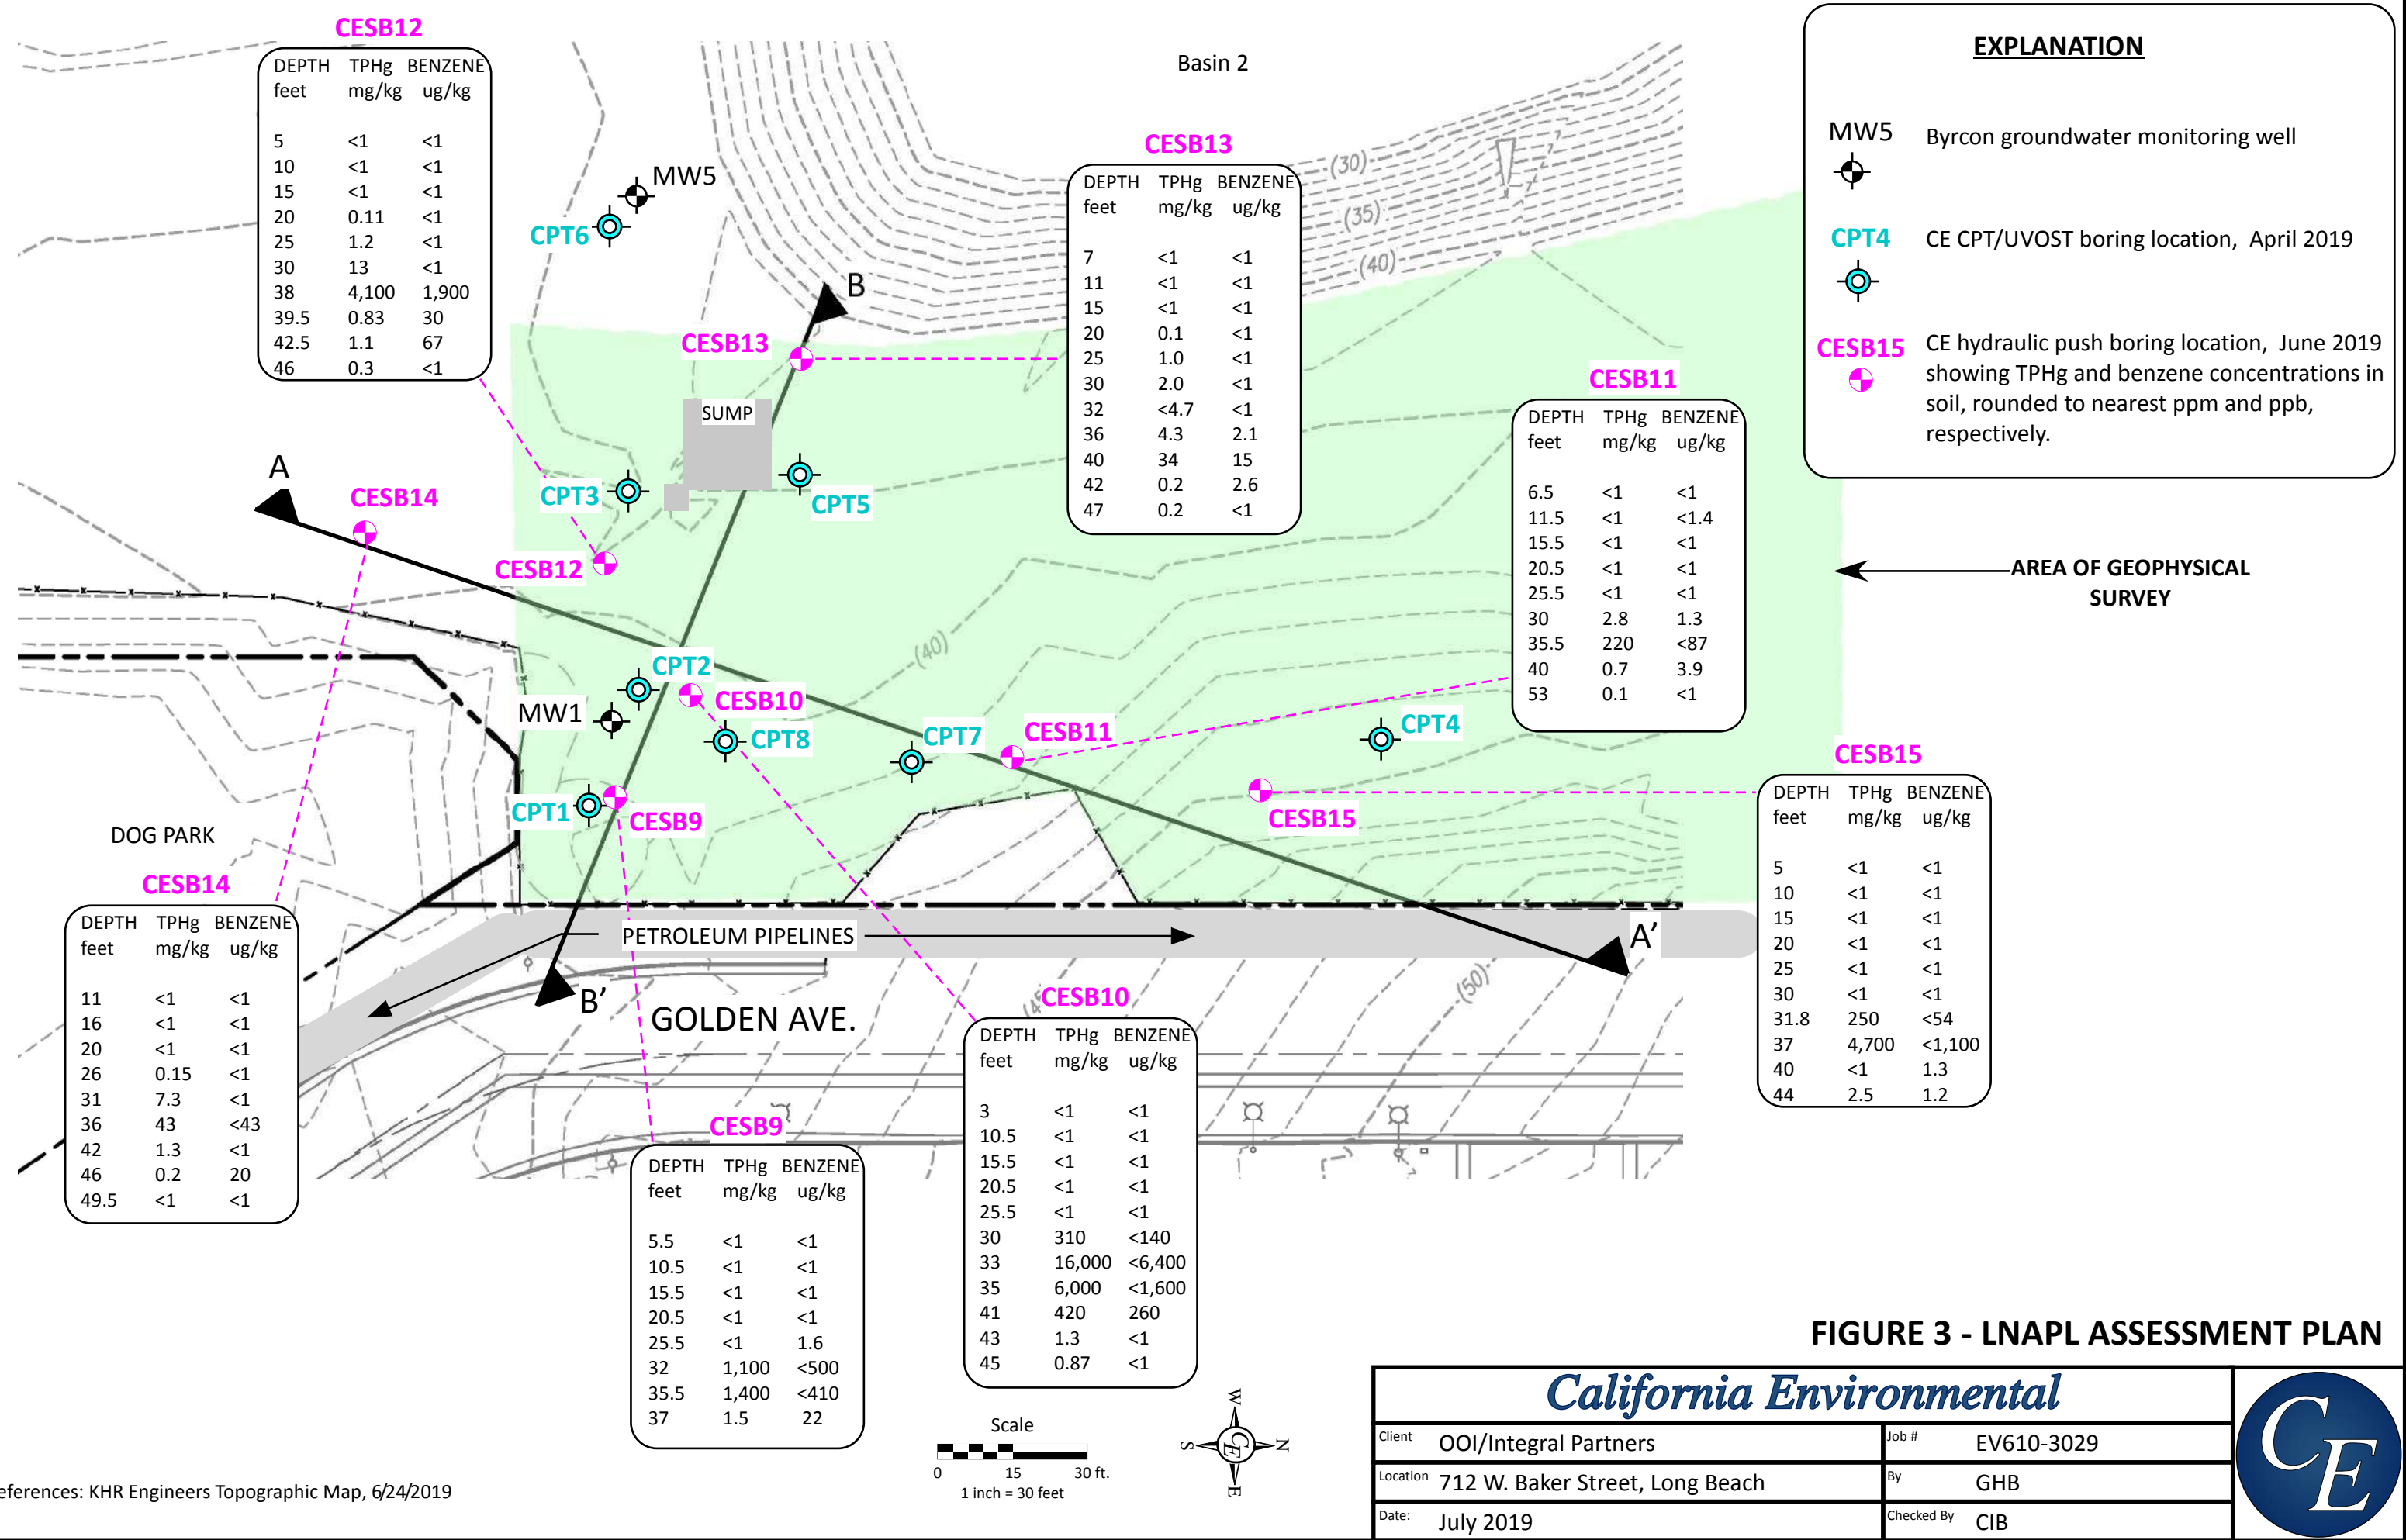 CESB12
DEPTH TPHg BENZENE
feet mg/kg ug/kg
5 <1 <1
10 <1 <1
15 <1 <1
20 0.11 <1
25 1.2 <1
30 13 <1
38 4,100 1,900
39.5 0.83 30
42.5 1.1 67
46 0.3 <1
Basin 2
CESB13
DEPTH TPHg BENZENE
feet mg/kg ug/kg
7 <1 <1
11 <1 <1
15 <1 <1
20 0.1 <1
25 1.0 <1
30 2.0 <1
32 <4.7 <1
36 4.3 2.1
40 34 15
42 0.2 2.6
47 0.2 <1
EXPLANATION
MW5 Byrcon groundwater monitoring well
CPT4 CE CPT/UVOST boring location, April 2019
CESB15 CE hydraulic push boring location, June 2019
showing TPHg and benzene concentrations in
soil, rounded to nearest ppm and ppb,
respectively.
(30)
(35)
(40)
MW5
CPT6
B
CESB13
SUMP
CPT3
CPT5
A
CESB14
CESB12
CESB11
DEPTH TPHg BENZENE
feet mg/kg ug/kg
6.5 <1 <1
11.5 <1 <1.4
15.5 <1 <1
20.5 <1 <1
25.5 <1 <1
30 2.8 1.3
35.5 220 <87
40 0.7 3.9
53 0.1 <1
AREA OF GEOPHYSICAL
SURVEY
(40)
CPT2
CESB10
MW1
CPT8
CPT7
CESB11
CPT4
CPT1
CESB9
CESB15
CESB15
DEPTH TPHg BENZENE
feet mg/kg ug/kg
5 <1 <1
10 <1 <1
15 <1 <1
20 <1 <1
25 <1 <1
30 <1 <1
31.8 250 <54
37 4,700 <1,100
40 <1 1.3
44 2.5 1.2
DOG PARK
CESB14
DEPTH TPHg BENZENE
feet mg/kg ug/kg
11 <1 <1
16 <1 <1
20 <1 <1
26 0.15 <1
31 7.3 <1
36 43 <43
42 1.3 <1
46 0.2 20
49.5 <1 <1
PETROLEUM PIPELINES
A’
B’
GOLDEN AVE.
(50)
CESB10
DEPTH TPHg BENZENE
feet mg/kg ug/kg
3 <1 <1
10.5 <1 <1
15.5 <1 <1
20.5 <1 <1
25.5 <1 <1
30 310 <140
33 16,000 <6,400
35 6,000 <1,600
41 420 260
43 1.3 <1
45 0.87 <1
CESB9
DEPTH TPHg BENZENE
feet mg/kg ug/kg
5.5 <1 <1
10.5 <1 <1
15.5 <1 <1
20.5 <1 <1
25.5 <1 1.6
32 1,100 <500
35.5 1,400 <410
37 1.5 22
Scale
0 15 30 ft.
1 inch = 30 feet
W
S CE N
E
eferences: KHR Engineers Topographic Map, 6/24/2019
FIGURE 3 - LNAPL ASSESSMENT PLAN
California Environmental
Client OOI/Integral Partners Job # EV610-3029
Location 712 W. Baker Street, Long Beach By GHB
Date: July 2019 Checked By CIB
CE